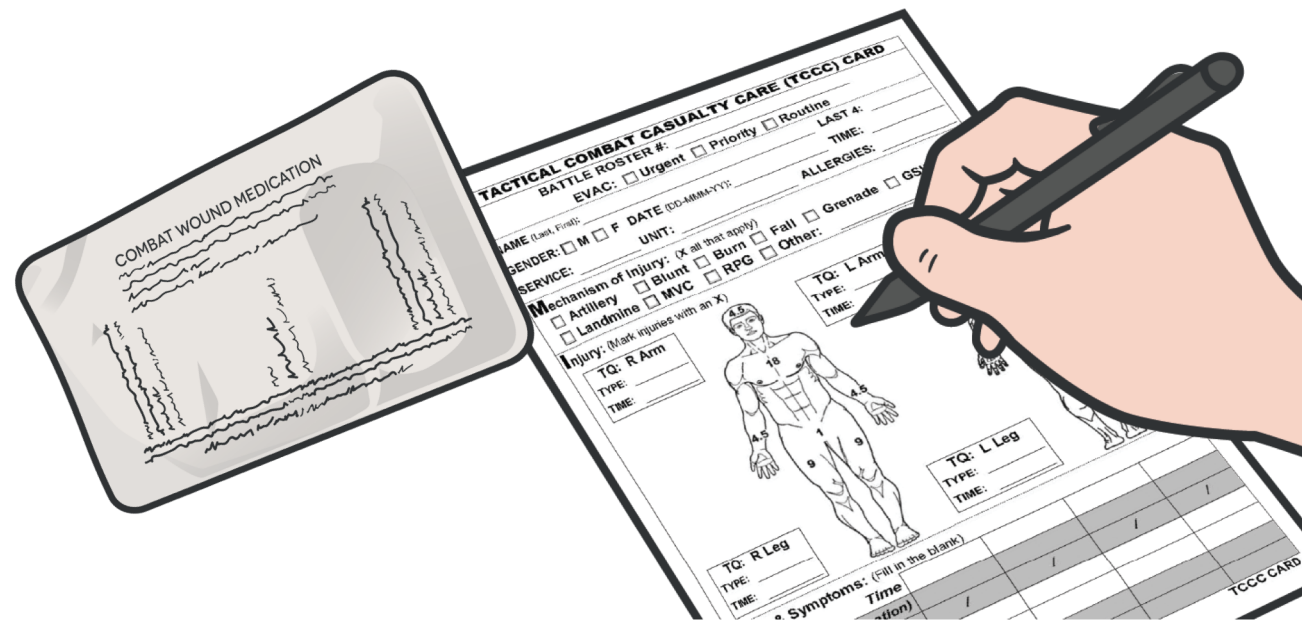 COMBAT WOUND MEDICATION
TACTICAL COMBAT CASUALTY CARE (TCCC) CARD
BATTLE ROSTER #:
EVAC: Urgent Priority Routine
NAME (Last, First): LAST 4:
GENDER: M F DATE (DD-MMM-YY): TIME:
SERVICE: UNIT: ALLERGIES:
Mechanism of Injury: (X all that apply)
Artillery Blunt Burn Fall Grenade
Landmine MVC RPG Other:
Injury: (Mark injuries with an X)
TQ: R Arm
TYPE:
TIME:
TQ: L Arm
TYPE:
TIME:
4.5
18
4.5
4.5
1
9
9
TQ: R Leg
TYPE:
TIME:
TQ: L Leg
TYPE:
TIME:
& Symptoms: (Fill in the blank)
Time
/ / / /
TCCC CARD